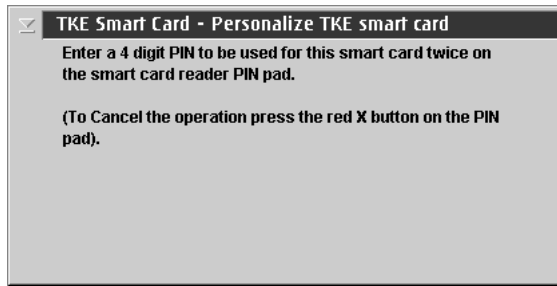 TKE Smart Card - Personalize TKE smart card
Enter a 4 digit PIN to be used for this smart card twice on
the smart card reader PIN pad.
(To Cancel the operation press the red X button on the PIN
pad).